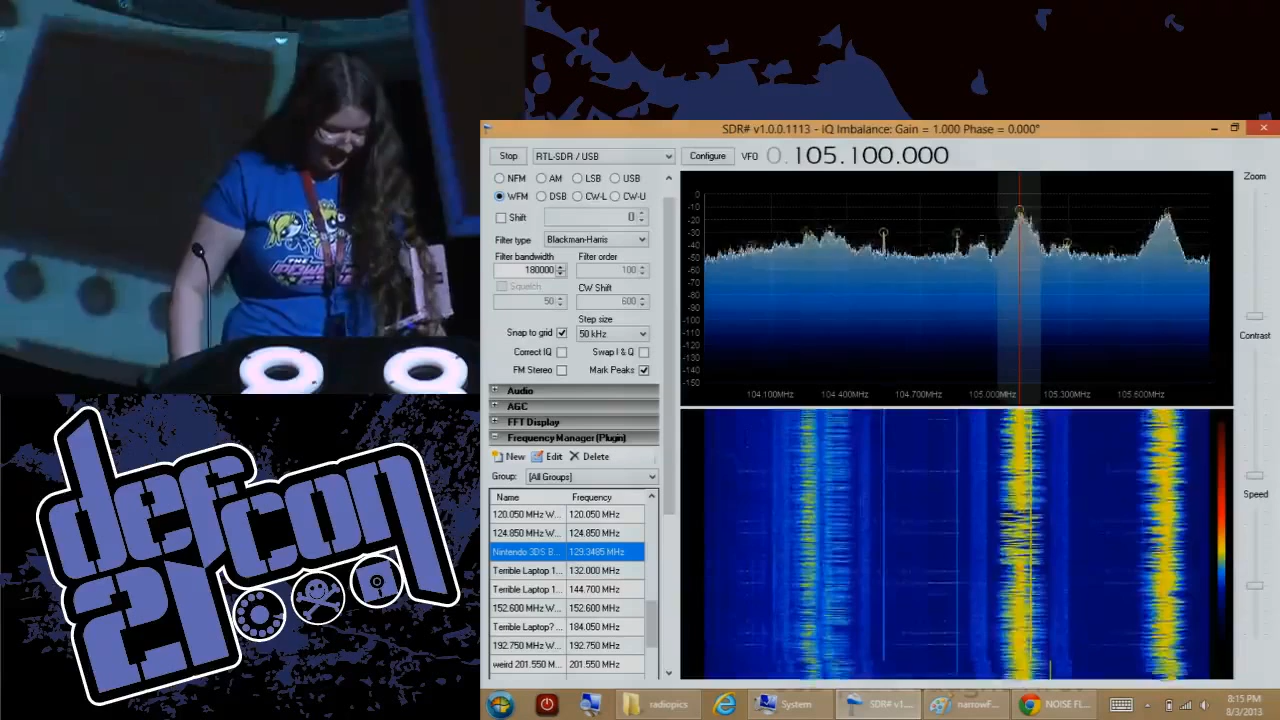 THE
POWERPUFF
GIRLS
defcon
21
SDR# v1.0.0.1113 - IQ Imbalance: Gain = 1.000 Phase = 0.000°
Stop RTL-SDR / USB Configure VFO 0.105.100.000
NFM AM LSB USB
WFM DSB CW-L CW-U
Shift 0
Filter type Blackman-Harris
Filter bandwidth Filter order
180000 100
Squelch CW Shift
50 600
Step size
Snap to grid 50 kHz
Correct IQ Swap I & Q
FM Stereo Mark Peaks
Audio
AGC
FFT Display
Frequency Manager (Plugin)
New Edit Delete
Group: [All Groups]
Name Frequency
120.050 MHz W... 120.050 MHz
124.850 MHz W... 124.850 MHz
Nintendo 3DS B... 129.3485 MHz
Terrible Laptop 1... 132.000 MHz
Terrible Laptop 1... 144.700 MHz
152.600 MHz W... 152.600 MHz
Terrible Laptop? ... 184.050 MHz
192.750 MHz W... 192.750 MHz
weird 201.550 M... 201.550 MHz
0
-10
-20
-30
-40
-50
-60
-70
-80
-90
-100
-110
-120
-130
-140
-150
104.100MHz 104.400MHz 104.700MHz 105.000MHz 105.300MHz 105.600MHz
Zoom
Contrast
Speed
radiopics System SDR# v1.... narrowF... NOISE FL...
8:15 PM
8/3/2013